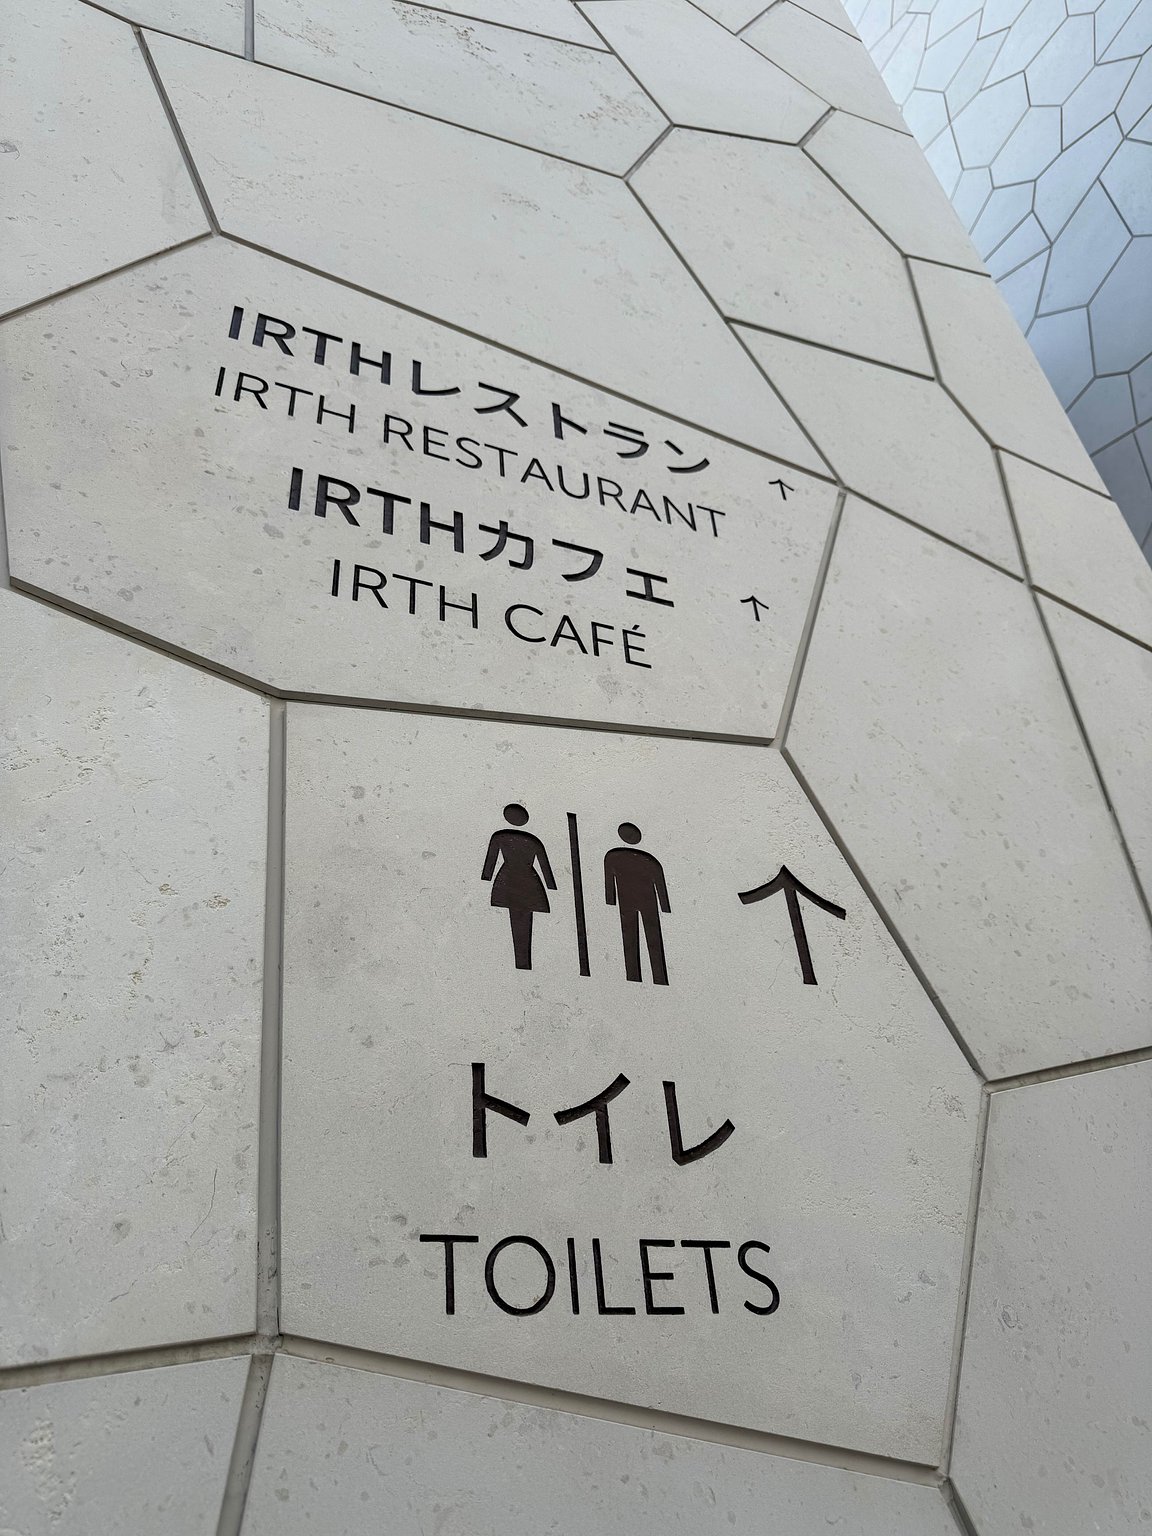 IRTHレストラン
IRTH RESTAURANT ↑
IRTHカフェ
IRTH CAFÉ ↑
↑
トイレ
TOILETS